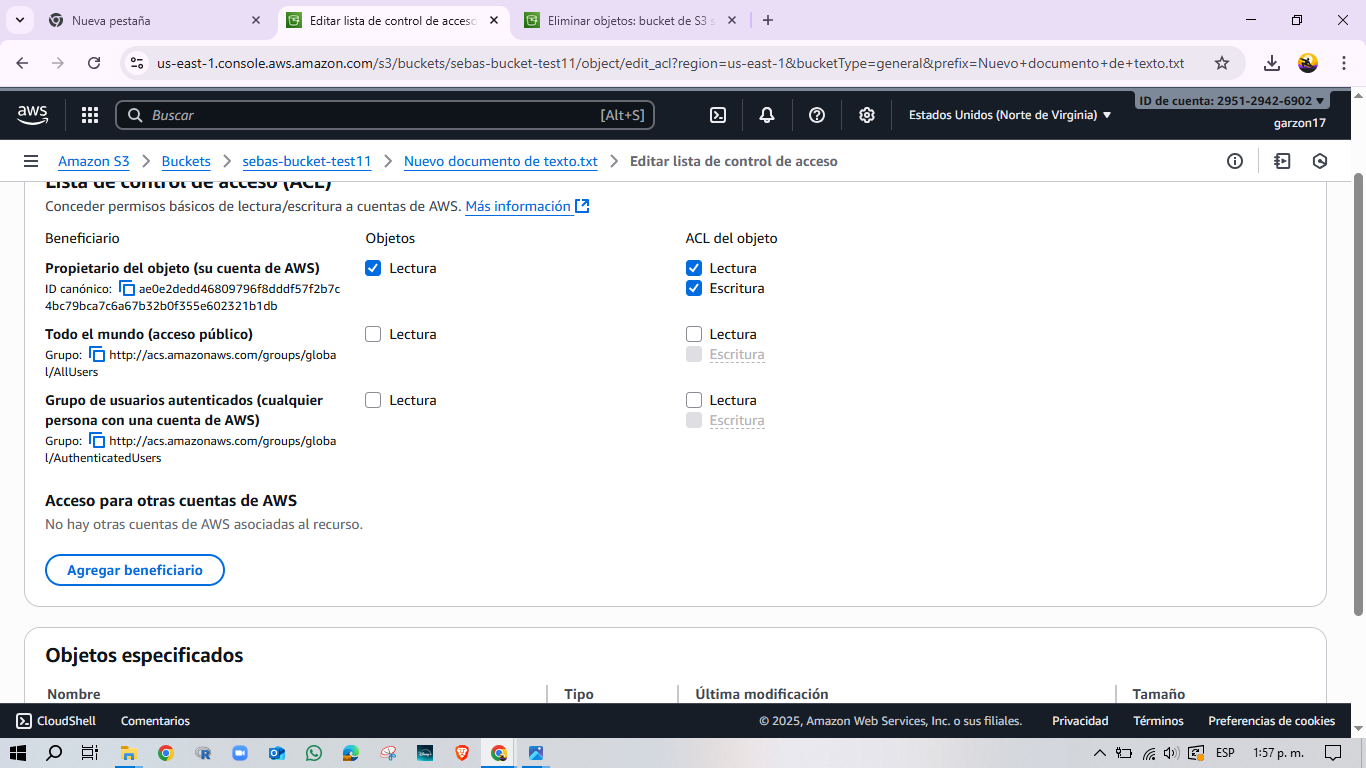 Nueva pestaña
Editar lista de control de acceso
Eliminar objetos: bucket de S3 s
us-east-1.console.aws.amazon.com/s3/buckets/sebas-bucket-test11/object/edit_acl?region=us-east-1&bucketType=general&prefix=Nuevo+documento+de+texto.txt
aws
Buscar
[Alt+S]
Estados Unidos (Norte de Virginia)
ID de cuenta: 2951-2942-6902
garzon17
Amazon S3
Buckets
sebas-bucket-test11
Nuevo documento de texto.txt
Editar lista de control de acceso
Lista de control de acceso (ACL)
Conceder permisos básicos de lectura/escritura a cuentas de AWS. Más información
Beneficiario
Objetos
ACL del objeto
Propietario del objeto (su cuenta de AWS)
Lectura
Lectura
ID canónico: ae0e2dedd46809796f8dddf57f2b7c
Escritura
4bc79bca7c6a67b32b0f355e602321b1db
Todo el mundo (acceso público)
Lectura
Lectura
Grupo: http://acs.amazonaws.com/groups/globa
Escritura
l/AllUsers
Grupo de usuarios autenticados (cualquier
Lectura
Lectura
persona con una cuenta de AWS)
Escritura
Grupo: http://acs.amazonaws.com/groups/globa
l/AuthenticatedUsers
Acceso para otras cuentas de AWS
No hay otras cuentas de AWS asociadas al recurso.
Agregar beneficiario
Objetos especificados
Nombre
Tipo
Última modificación
Tamaño
CloudShell
Comentarios
© 2025, Amazon Web Services, Inc. o sus filiales.
Privacidad
Términos
Preferencias de cookies
ESP
1:57 p. m.